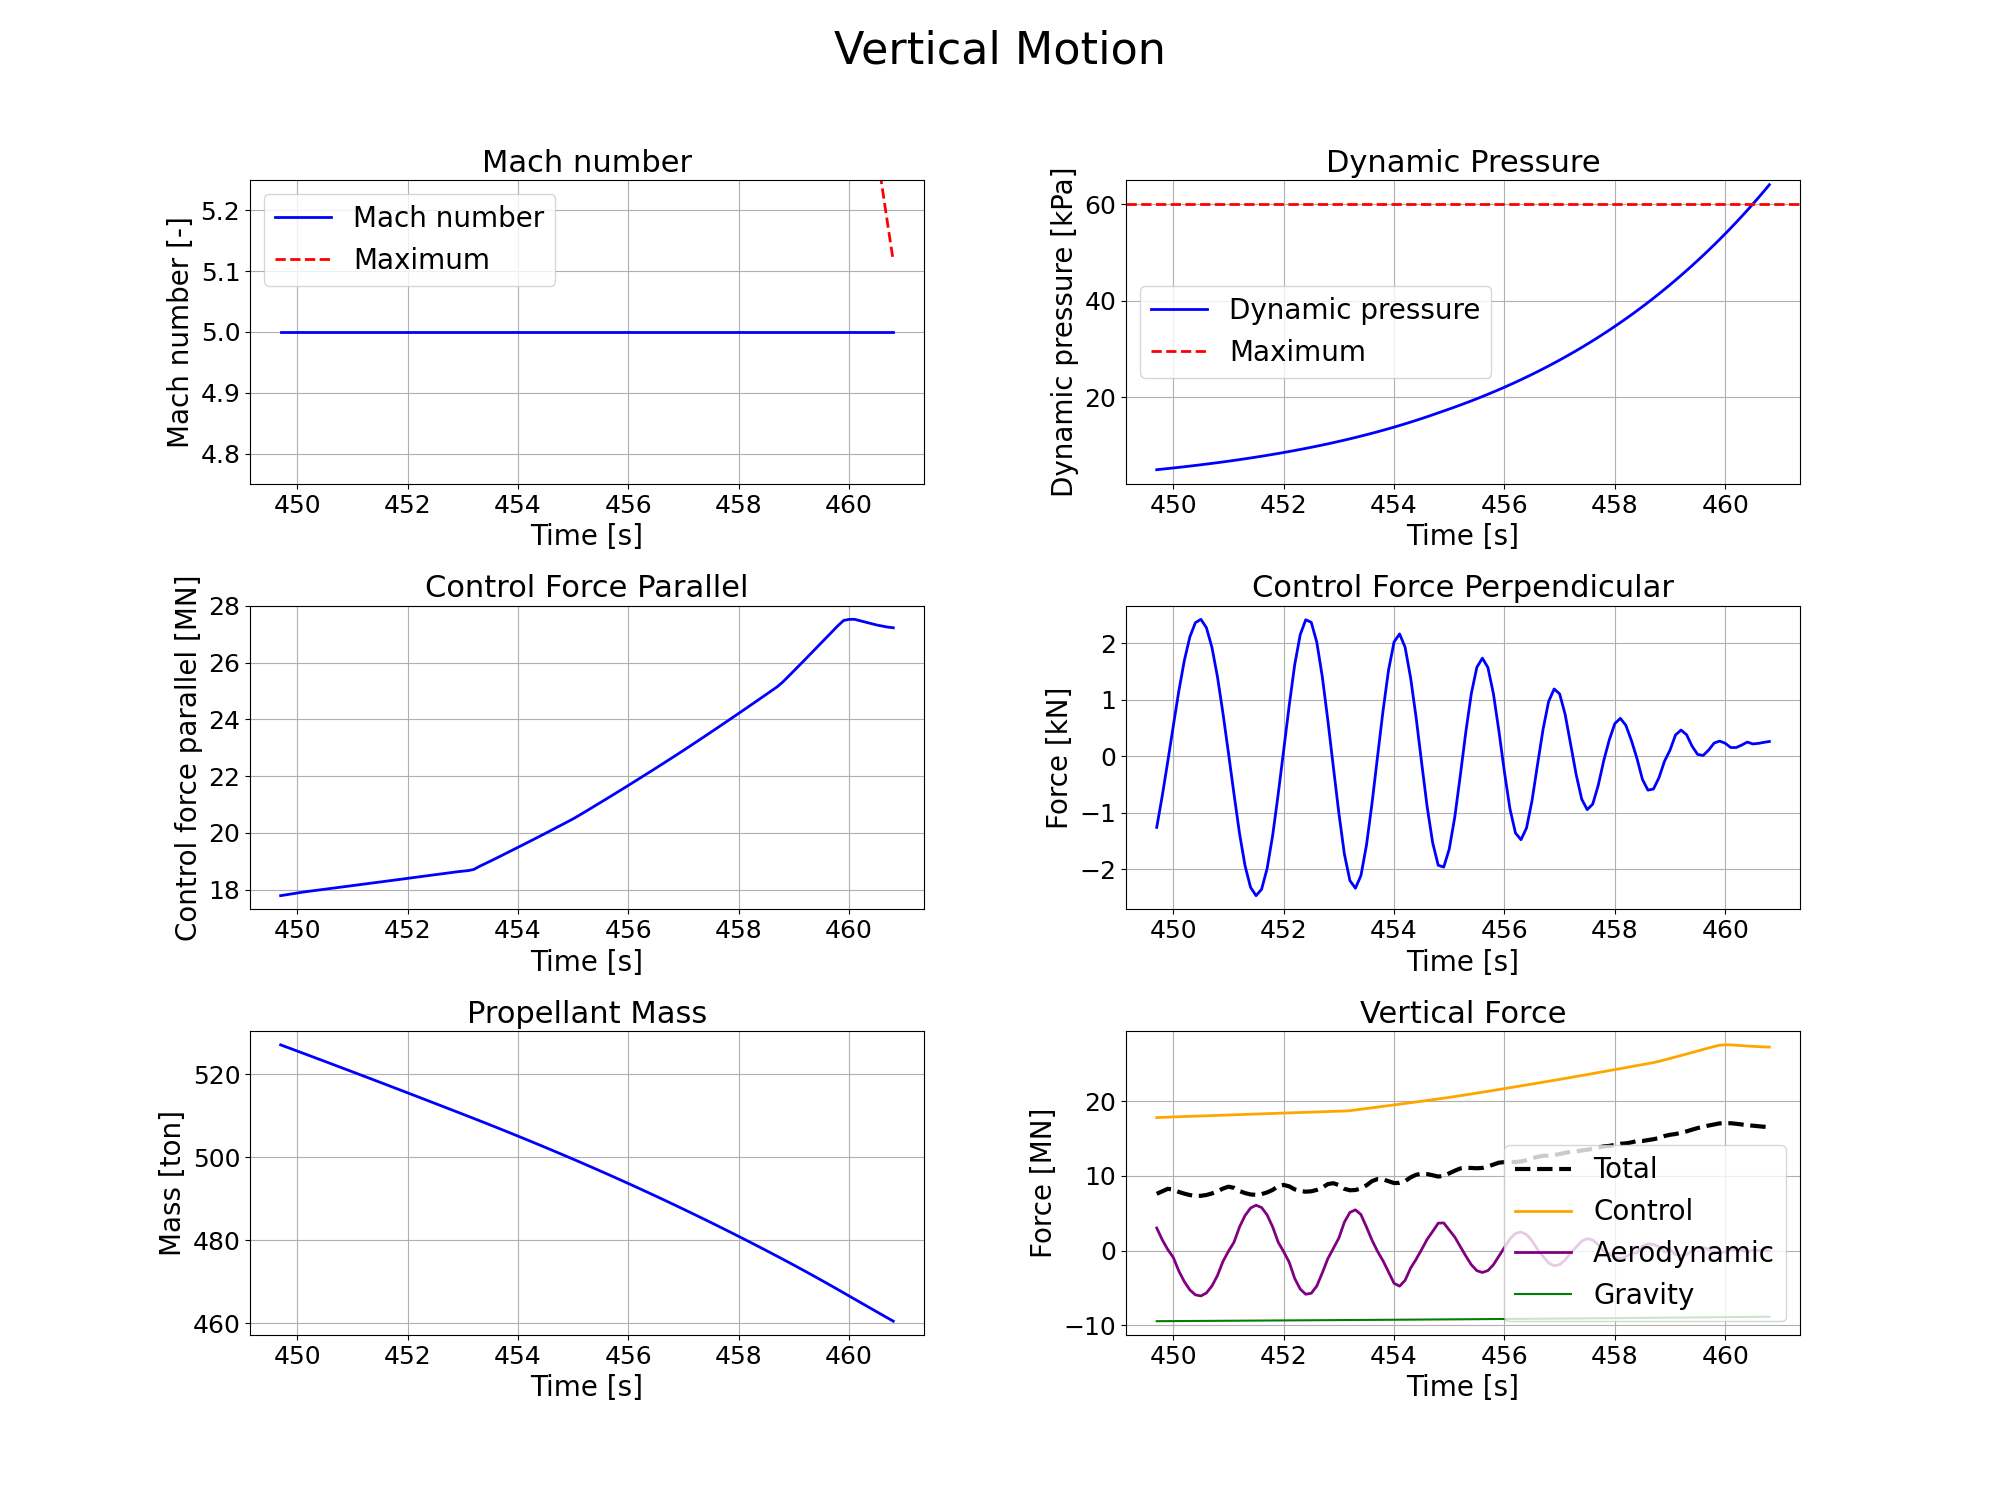 Vertical Motion
Mach number
Mach number [-]
5.2
5.1
5.0
4.9
4.8
Mach number
Maximum
450 452 454 456 458 460
Time [s]
Dynamic Pressure
Dynamic pressure [kPa]
60
40
20
Dynamic pressure
Maximum
450 452 454 456 458 460
Time [s]
Control Force Parallel
Control force parallel [MN]
28
26
24
22
20
18
450 452 454 456 458 460
Time [s]
Control Force Perpendicular
Force [kN]
2
1
0
−1
−2
450 452 454 456 458 460
Time [s]
Propellant Mass
Mass [ton]
520
500
480
460
450 452 454 456 458 460
Time [s]
Vertical Force
Force [MN]
20
10
0
−10
Total
Control
Aerodynamic
Gravity
450 452 454 456 458 460
Time [s]